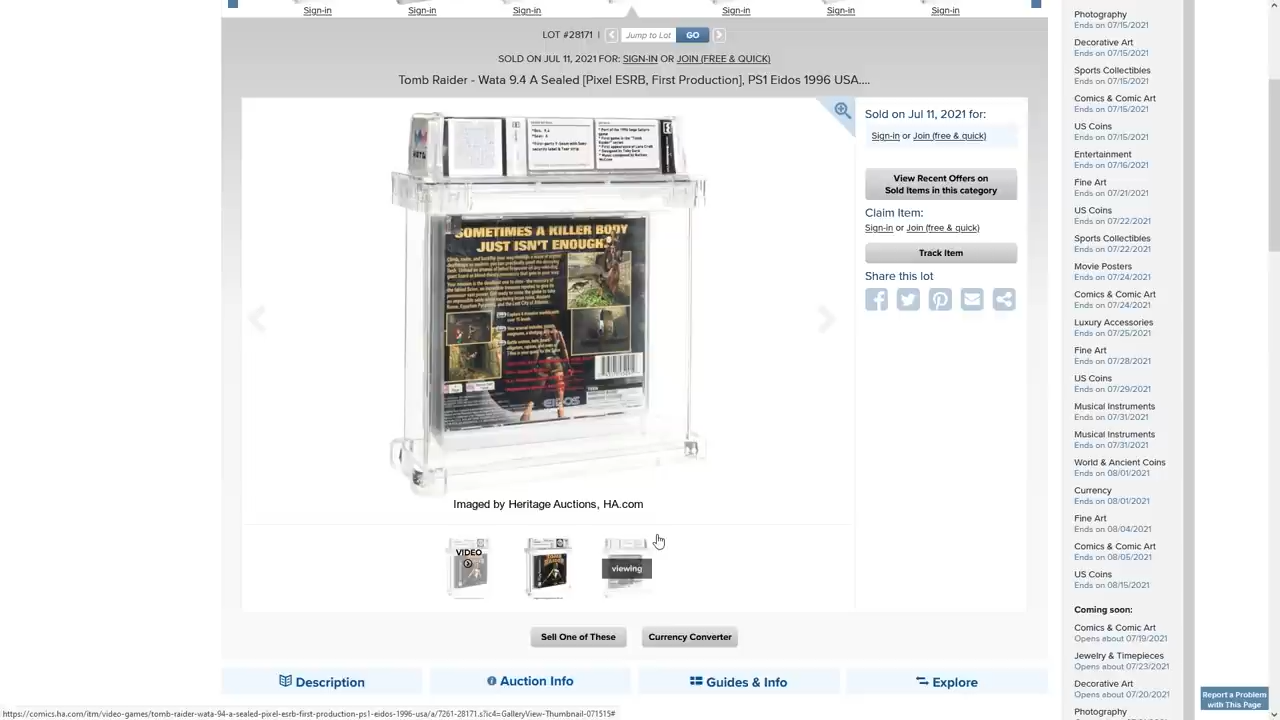 Sign-in
Sign-in
Sign-in
Sign-in
Sign-in
Sign-in
LOT #28171 |
Jump to Lot
GO
SOLD ON JUL 11, 2021 FOR: SIGN-IN OR JOIN (FREE & QUICK)
Tomb Raider - Wata 9.4 A Sealed [Pixel ESRB, First Production], PS1 Eidos 1996 USA....
SOMETIMES A KILLER BODY
JUST ISN'T ENOUGH.
EIDOS
Imaged by Heritage Auctions, HA.com
VIDEO
viewing
Sell One of These
Currency Converter
Sold on Jul 11, 2021 for:
Sign-in or Join (free & quick)
View Recent Offers on
Sold Items in this category
Claim Item:
Sign-in or Join (free & quick)
Track Item
Share this lot
Description
Auction Info
Guides & Info
Explore
Photography
Ends on 07/15/2021
Decorative Art
Ends on 07/15/2021
Sports Collectibles
Ends on 07/15/2021
Comics & Comic Art
Ends on 07/15/2021
US Coins
Ends on 07/15/2021
Entertainment
Ends on 07/16/2021
Fine Art
Ends on 07/21/2021
US Coins
Ends on 07/22/2021
Sports Collectibles
Ends on 07/22/2021
Movie Posters
Ends on 07/24/2021
Comics & Comic Art
Ends on 07/24/2021
Luxury Accessories
Ends on 07/25/2021
Fine Art
Ends on 07/28/2021
US Coins
Ends on 07/29/2021
Musical Instruments
Ends on 07/31/2021
Musical Instruments
Ends on 07/31/2021
World & Ancient Coins
Ends on 08/01/2021
Currency
Ends on 08/01/2021
Fine Art
Ends on 08/04/2021
Comics & Comic Art
Ends on 08/05/2021
US Coins
Ends on 08/15/2021
Coming soon:
Comics & Comic Art
Opens about 07/19/2021
Jewelry & Timepieces
Opens about 07/23/2021
Decorative Art
Opens about 07/20/2021
Photography
Report a Problem
with This Page
https://comics.ha.com/itm/video-games/tomb-raider-wata-94-a-sealed-pixel-esrb-first-production-ps1-eidos-1996-usa/a/7261-28171.s?ic4=GalleryView-Thumbnail-071515#